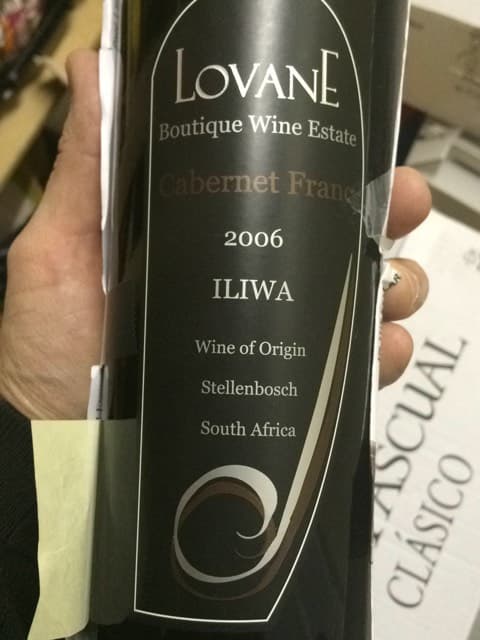 LOVANE
Boutique Wine Estate
Cabernet Franc
2006
ILIWA
Wine of Origin
Stellenbosch
South Africa
PASCUAL
CLÁSICO